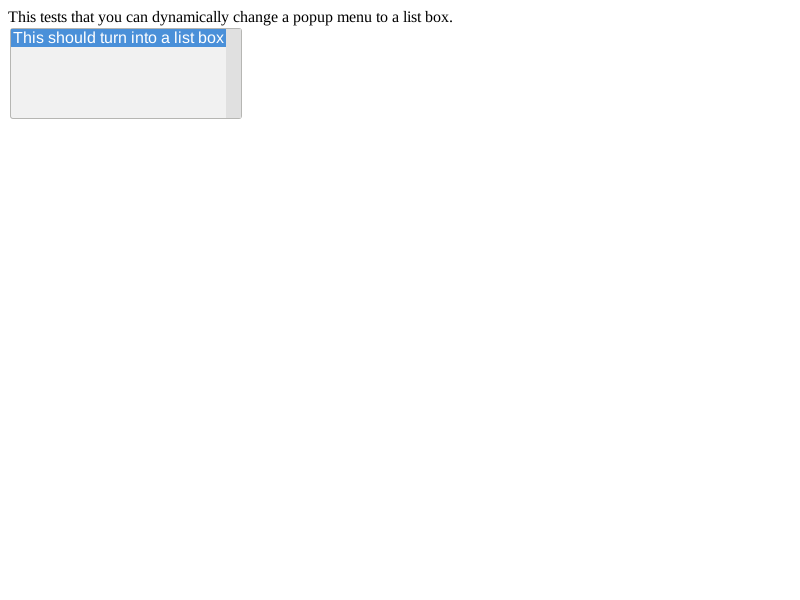 This tests that you can dynamically change a popup menu to a list box.
This should turn into a list box